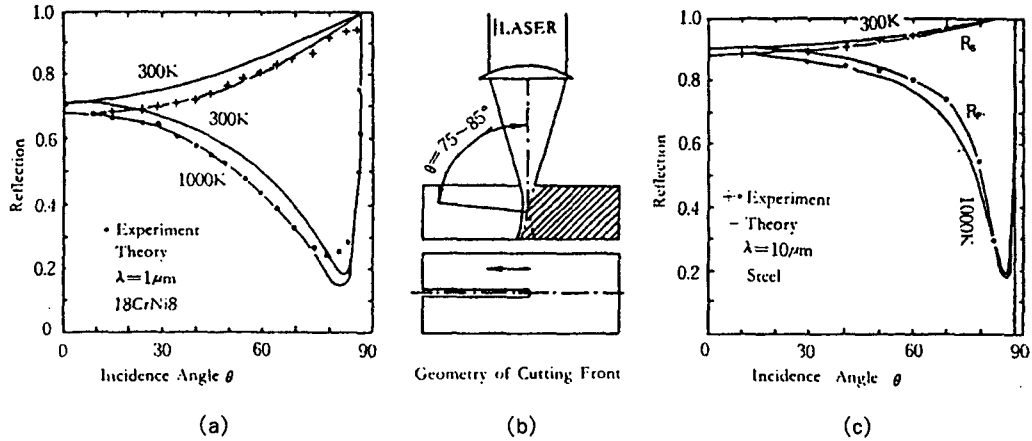 1.0
0.8
0.6
0.4
0.2
0
Reflection
300K
300K
1000K
• Experiment
Theory
λ=1μm
18CrNi8
0 30 60 90
Incidence Angle θ
(a)
LASER
θ=75-85°
Geometry of Cutting Front
(b)
1.0
0.8
0.6
0.4
0.2
Reflection
300K
Rs
1000K
+• Experiment
— Theory
λ=10μm
Steel
0 30 60 90
Incidence Angle θ
(c)